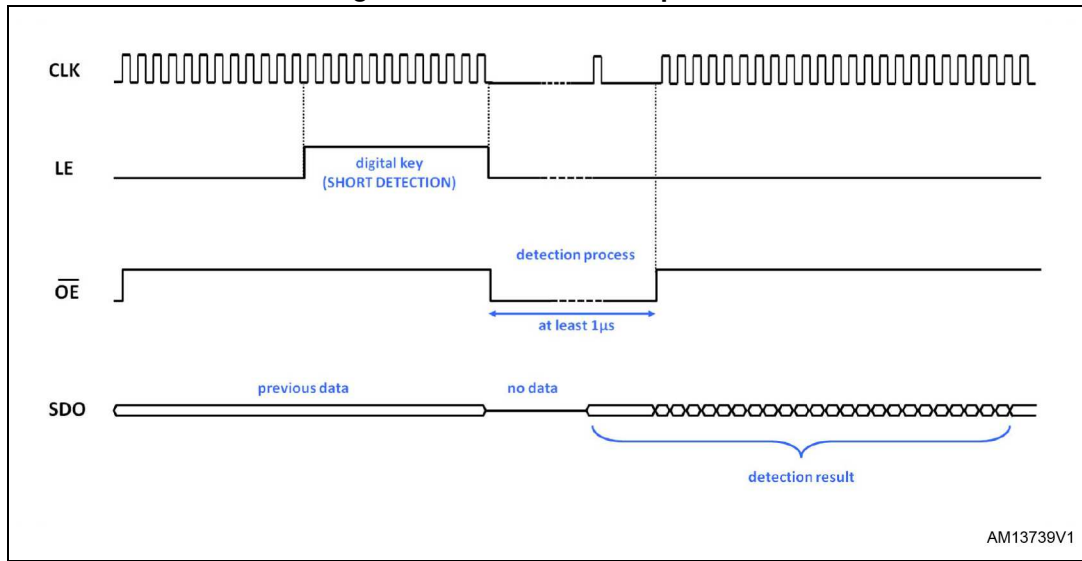 CLK
LE
digital key
(SHORT DETECTION)
detection process
OE
at least 1µs
previous data
no data
SDO
detection result
AM13739V1